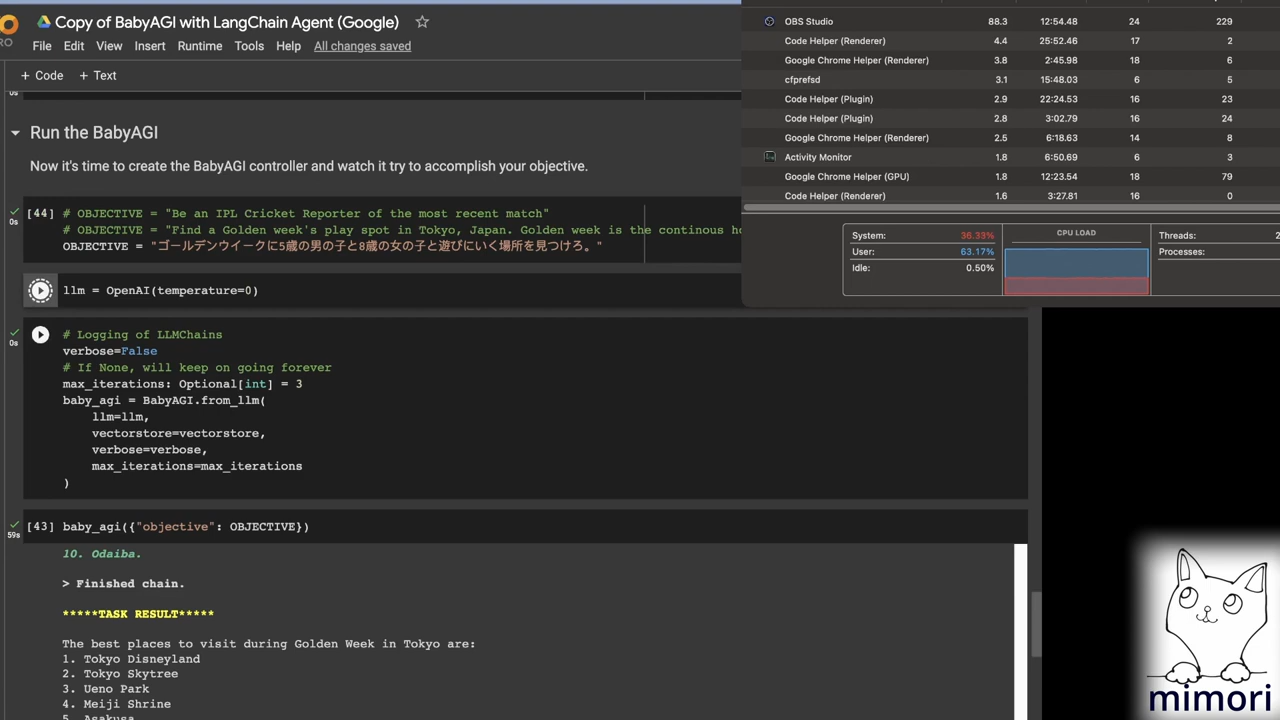 Copy of BabyAGI with LangChain Agent (Google)
File Edit View Insert Runtime Tools Help All changes saved
+ Code + Text
0s
Run the BabyAGI
Now it's time to create the BabyAGI controller and watch it try to accomplish your objective.
[44] # OBJECTIVE = "Be an IPL Cricket Reporter of the most recent match"
0s
# OBJECTIVE = "Find a Golden week's play spot in Tokyo, Japan. Golden week is the continous
OBJECTIVE = "ゴールデンウイークに5歳の男の子と8歳の女の子と遊びにいく場所を見つけろ。"
llm = OpenAI(temperature=0)
# Logging of LLMChains
0s
verbose=False
# If None, will keep on going forever
max_iterations: Optional[int] = 3
baby_agi = BabyAGI.from_llm(
llm=llm,
vectorstore=vectorstore,
verbose=verbose,
max_iterations=max_iterations
)
[43] baby_agi({"objective": OBJECTIVE})
59s
10. Odaiba.
> Finished chain.
*****TASK RESULT*****
The best places to visit during Golden Week in Tokyo are:
1. Tokyo Disneyland
2. Tokyo Skytree
3. Ueno Park
4. Meiji Shrine
5. Asakusa
OBS Studio 88.3 12:54.48 24 229
Code Helper (Renderer) 4.4 25:52.46 17 2
Google Chrome Helper (Renderer) 3.8 2:45.98 18 6
cfprefsd 3.1 15:48.03 6 5
Code Helper (Plugin) 2.9 22:24.53 16 23
Code Helper (Plugin) 2.8 3:02.79 16 24
Google Chrome Helper (Renderer) 2.5 6:18.63 14 8
Activity Monitor 1.8 6:50.69 6 3
Google Chrome Helper (GPU) 1.8 12:23.54 18 79
Code Helper (Renderer) 1.6 3:27.81 16 0
System: 36.33%
User: 63.17%
Idle: 0.50%
CPU LOAD
Threads:
Processes:
mimori